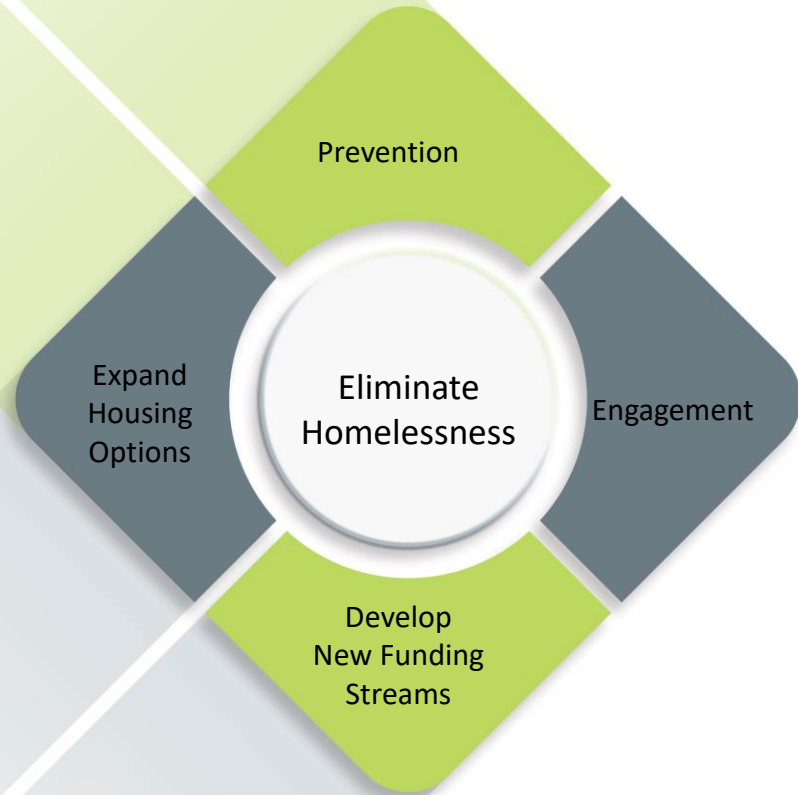 Prevention
Expand
Housing
Options
Eliminate
Homelessness
Engagement
Develop
New Funding
Streams